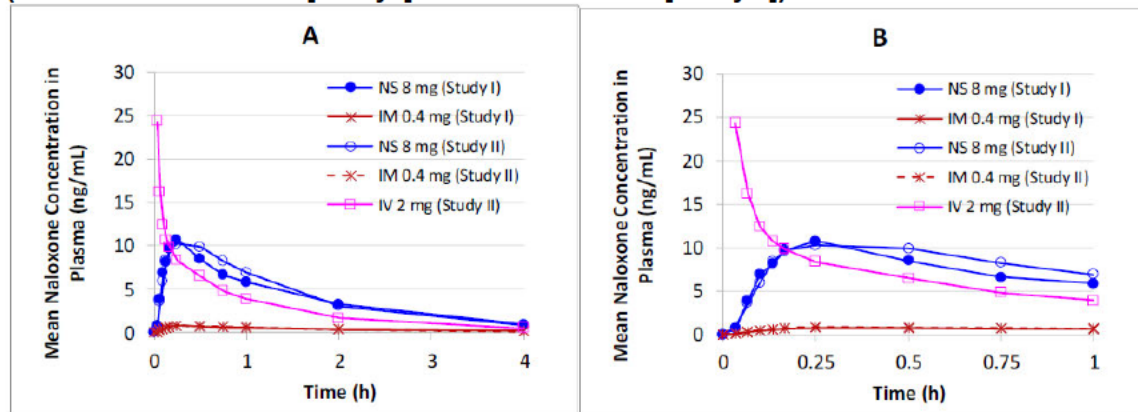 A
Mean Naloxone Concentration in
Plasma (ng/mL)
30
25
20
15
10
5
0
NS 8 mg (Study I)
IM 0.4 mg (Study I)
NS 8 mg (Study II)
IM 0.4 mg (Study II)
IV 2 mg (Study II)
0
1
2
3
4
Time (h)
B
Mean Naloxone Concentration in
Plasma (ng/mL)
30
25
20
15
10
5
0
NS 8 mg (Study I)
IM 0.4 mg (Study I)
NS 8 mg (Study II)
IM 0.4 mg (Study II)
IV 2 mg (Study II)
0
0.25
0.5
0.75
1
Time (h)